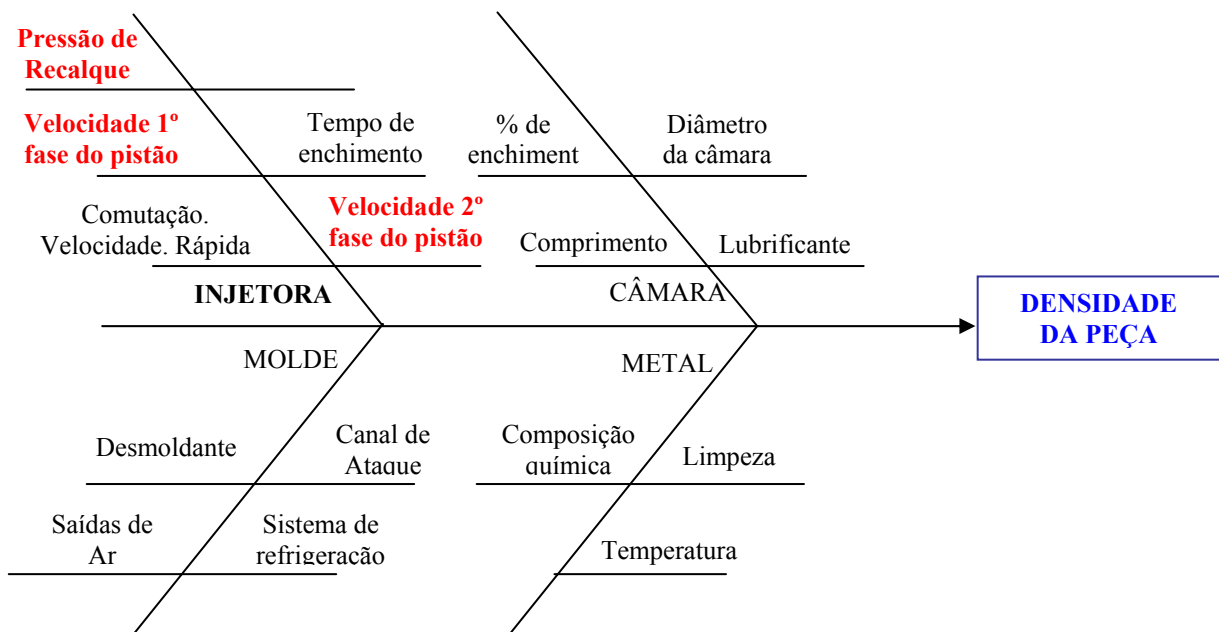 Pressão de
Recalque
Velocidade 1º
fase do pistão
Tempo de
enchimento
% de
enchiment
Diâmetro
da câmara
Comutação.
Velocidade. Rápida
Velocidade 2º
fase do pistão
Comprimento
Lubrificante
INJETORA
CÂMARA
DENSIDADE
DA PEÇA
MOLDE
METAL
Desmoldante
Canal de
Ataque
Composição
química
Limpeza
Saídas de
Ar
Sistema de
refrigeração
Temperatura